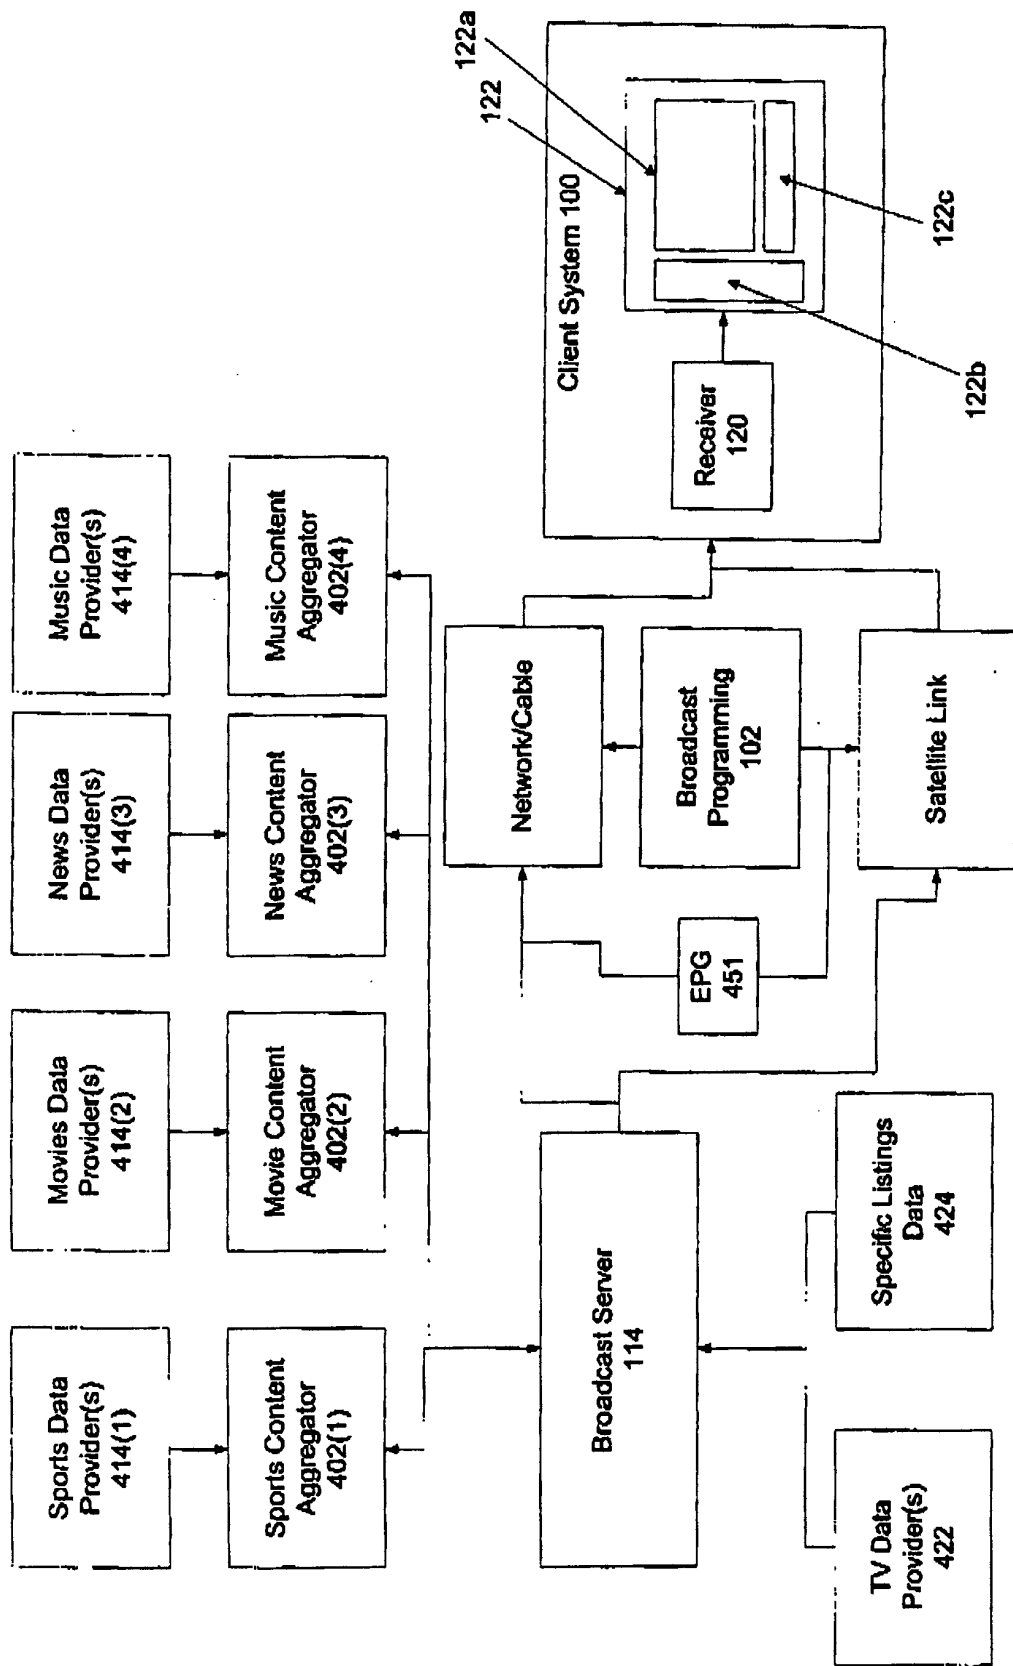 Sports Data
Provider(s)
414(1)
Movies Data
Provider(s)
414(2)
News Data
Provider(s)
414(3)
Music Data
Provider(s)
414(4)
Sports Content
Aggregator
402(1)
Movie Content
Aggregator
402(2)
News Content
Aggregator
402(3)
Music Content
Aggregator
402(4)
Broadcast Server
114
TV Data
Provider(s)
422
Specific Listings
Data
424
EPG
451
Network/Cable
Broadcast
Programming
102
Satellite Link
Client System 100
Receiver
120
122
122a
122b
122c